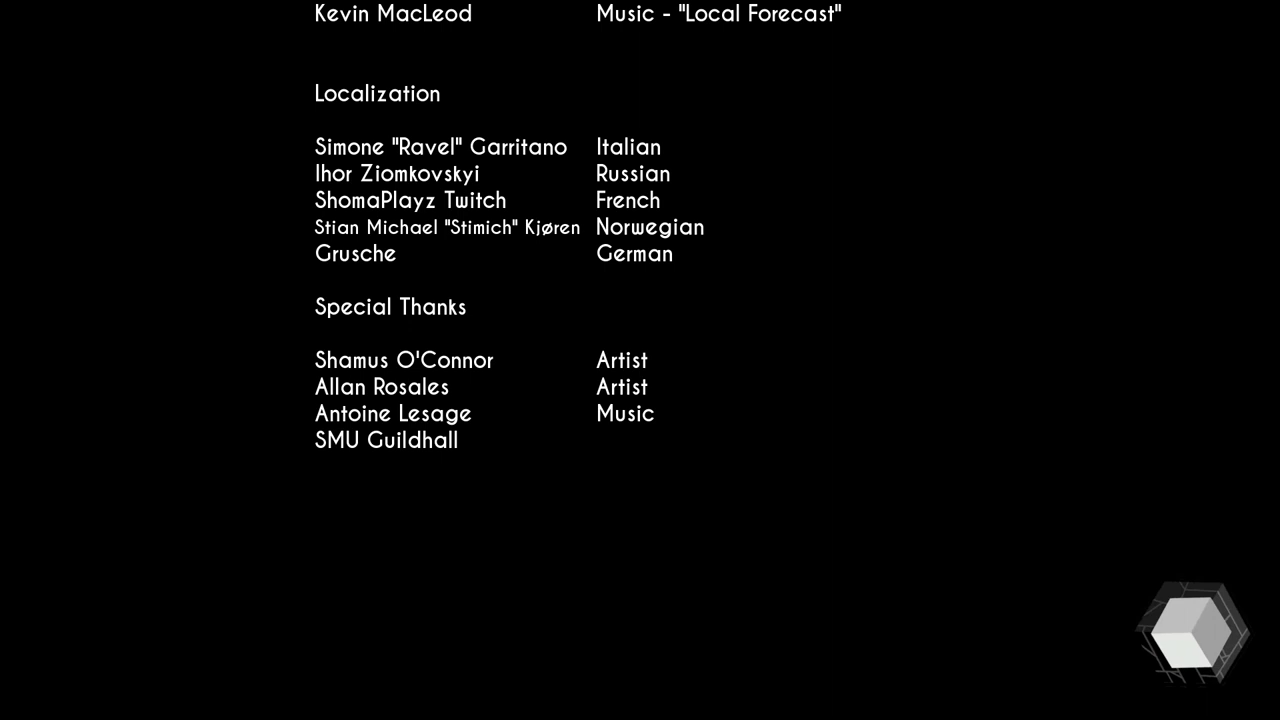 Kevin MacLeod Music - "Local Forecast"
Localization
Simone "Ravel" Garritano Italian
Ihor Ziomkovskyi Russian
ShomaPlayz Twitch French
Stian Michael "Stimich" Kjøren Norwegian
Grusche German
Special Thanks
Shamus O'Connor Artist
Allan Rosales Artist
Antoine Lesage Music
SMU Guildhall